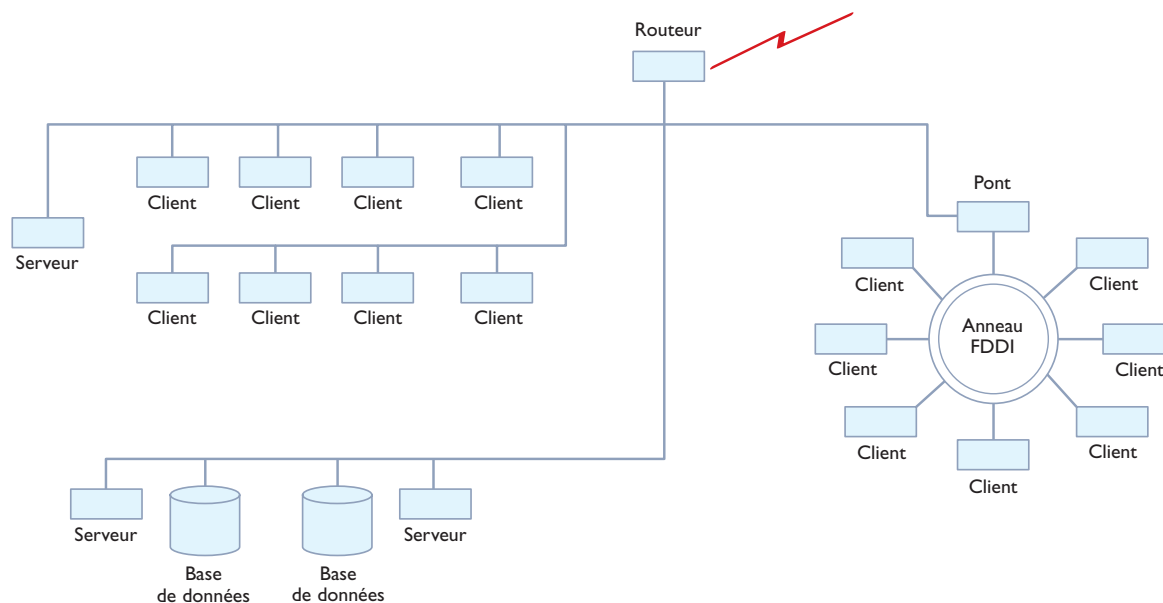 Routeur
Client
Client
Client
Client
Serveur
Client
Client
Client
Client
Pont
Client
Client
Anneau
FDDI
Client
Client
Client
Client
Client
Serveur
Base
de données
Base
de données
Serveur